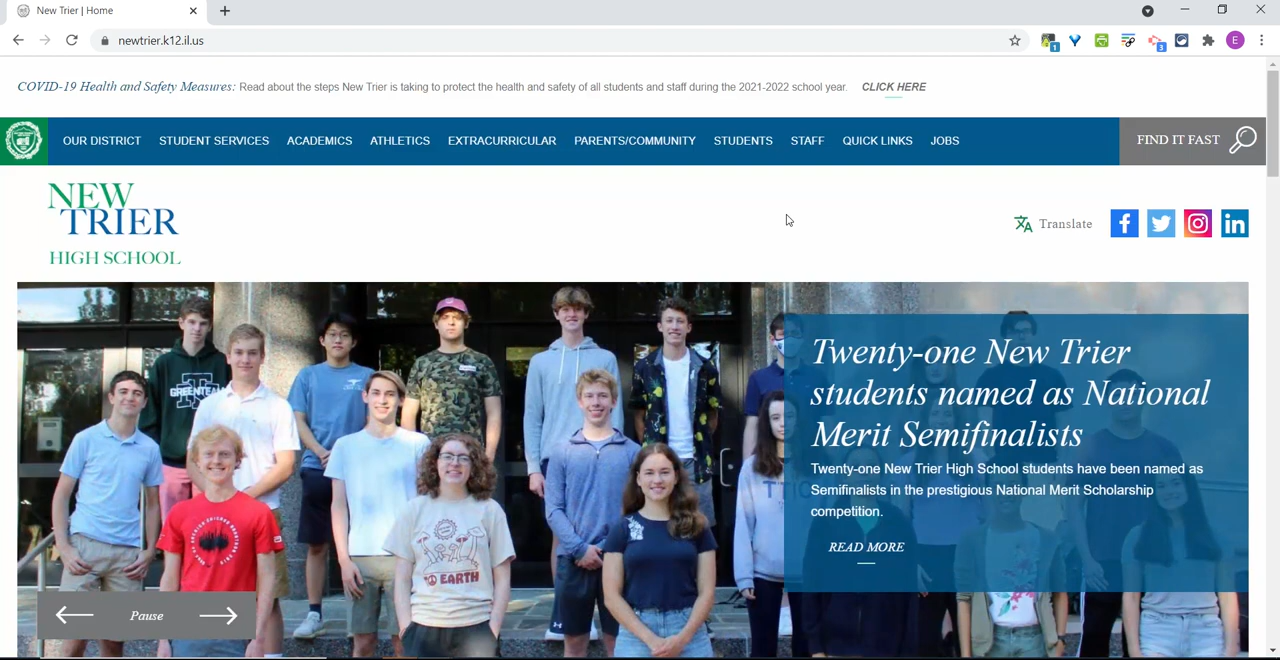 New Trier | Home
newtrier.k12.il.us
1
3
E
COVID-19 Health and Safety Measures: Read about the steps New Trier is taking to protect the health and safety of all students and staff during the 2021-2022 school year. CLICK HERE
OUR DISTRICT STUDENT SERVICES ACADEMICS ATHLETICS EXTRACURRICULAR PARENTS/COMMUNITY STUDENTS STAFF QUICK LINKS JOBS FIND IT FAST
NEW
TRIER
HIGH SCHOOL
Translate
Twenty-one New Trier
students named as National
Merit Semifinalists
Twenty-one New Trier High School students have been named as
Semifinalists in the prestigious National Merit Scholarship
competition.
READ MORE
EARTH
Pause